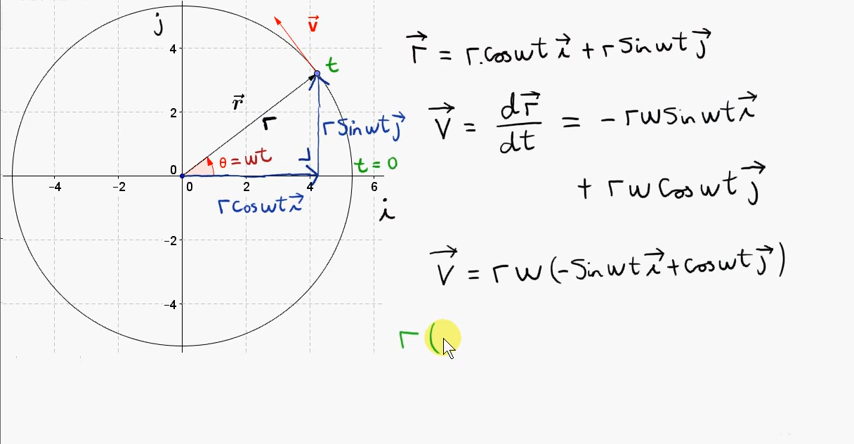 j
4
2
0
-2
-4
-4 -2 0 2 4 6
i
v⃗
t
r⃗
r
θ = wt
r sin wt j⃗
t = 0
r cos wt i⃗
r⃗ = r.cos wt i⃗ + r sin wt j⃗
V⃗ = dr⃗/dt = - rw sin wt i⃗
+ r w cos wt j⃗
V⃗ = r w (-sin wt i⃗ + cos wt j⃗)
r (